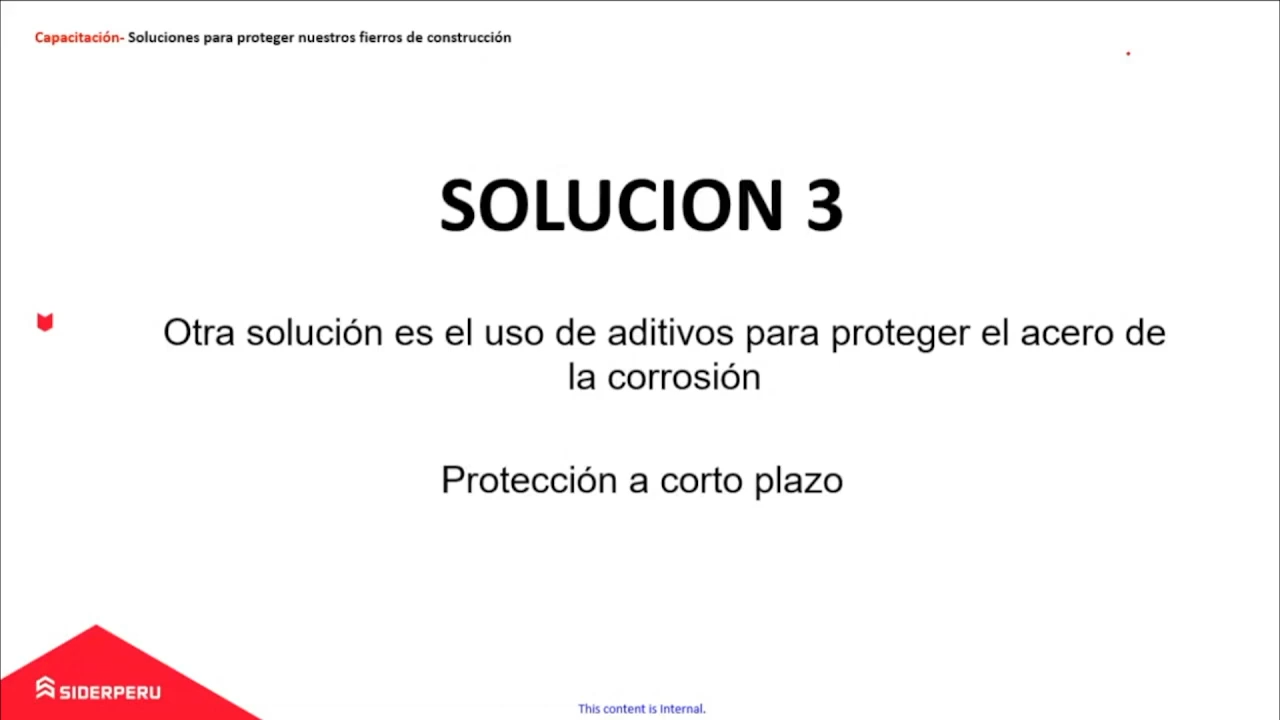 Capacitación- Soluciones para proteger nuestros fierros de construcción
SOLUCION 3
Otra solución es el uso de aditivos para proteger el acero de
la corrosión
Protección a corto plazo
SIDERPERU
This content is Internal.